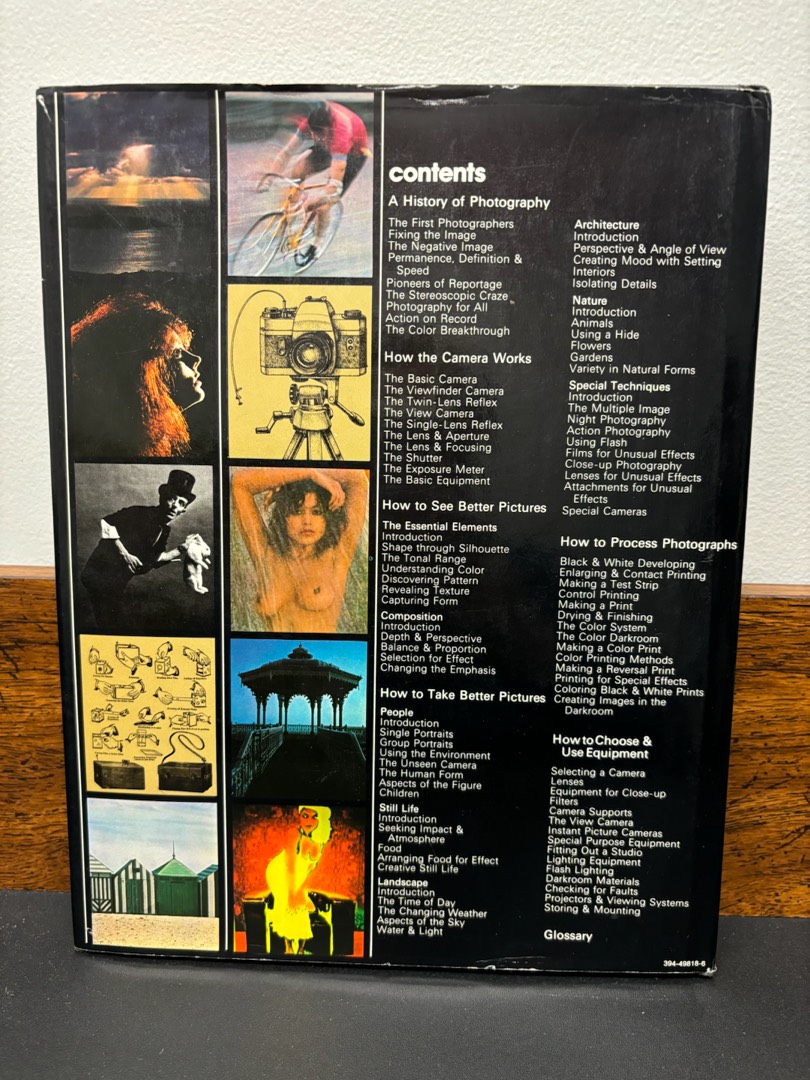 contents
A History of Photography
The First Photographers
Fixing the Image
The Negative Image
Permanence, Definition &
Speed
Pioneers of Reportage
The Stereoscopic Craze
Photography for All
Action on Record
The Color Breakthrough
How the Camera Works
The Basic Camera
The Viewfinder Camera
The Twin-Lens Reflex
The View Camera
The Single-Lens Reflex
The Lens & Aperture
The Lens & Focusing
The Shutter
The Exposure Meter
The Basic Equipment
How to See Better Pictures
The Essential Elements
Introduction
Shape through Silhouette
The Tonal Range
Understanding Color
Discovering Pattern
Revealing Texture
Capturing Form
Composition
Introduction
Depth & Perspective
Balance & Proportion
Selection for Effect
Changing the Emphasis
How to Take Better Pictures
People
Introduction
Single Portraits
Group Portraits
Using the Environment
The Unseen Camera
The Human Form
Aspects of the Figure
Children
Still Life
Introduction
Seeking Impact &
Atmosphere
Food
Arranging Food for Effect
Creative Still Life
Landscape
Introduction
The Time of Day
The Changing Weather
Aspects of the Sky
Water & Light
Architecture
Introduction
Perspective & Angle of View
Creating Mood with Setting
Interiors
Isolating Details
Nature
Introduction
Animals
Using a Hide
Flowers
Gardens
Variety in Natural Forms
Special Techniques
Introduction
The Multiple Image
Night Photography
Action Photography
Using Flash
Films for Unusual Effects
Close-up Photography
Lenses for Unusual Effects
Attachments for Unusual
Effects
Special Cameras
How to Process Photographs
Black & White Developing
Enlarging & Contact Printing
Making a Test Strip
Control Printing
Making a Print
Drying & Finishing
The Color System
The Color Darkroom
Making a Color Print
Color Printing Methods
Making a Reversal Print
Printing for Special Effects
Coloring Black & White Prints
Creating Images in the
Darkroom
How to Choose &
Use Equipment
Selecting a Camera
Lenses
Equipment for Close-up
Filters
Camera Supports
The View Camera
Instant Picture Cameras
Special Purpose Equipment
Fitting Out a Studio
Lighting Equipment
Flash Lighting
Darkroom Materials
Checking for Faults
Projectors & Viewing Systems
Storing & Mounting
Glossary
394-49818-6